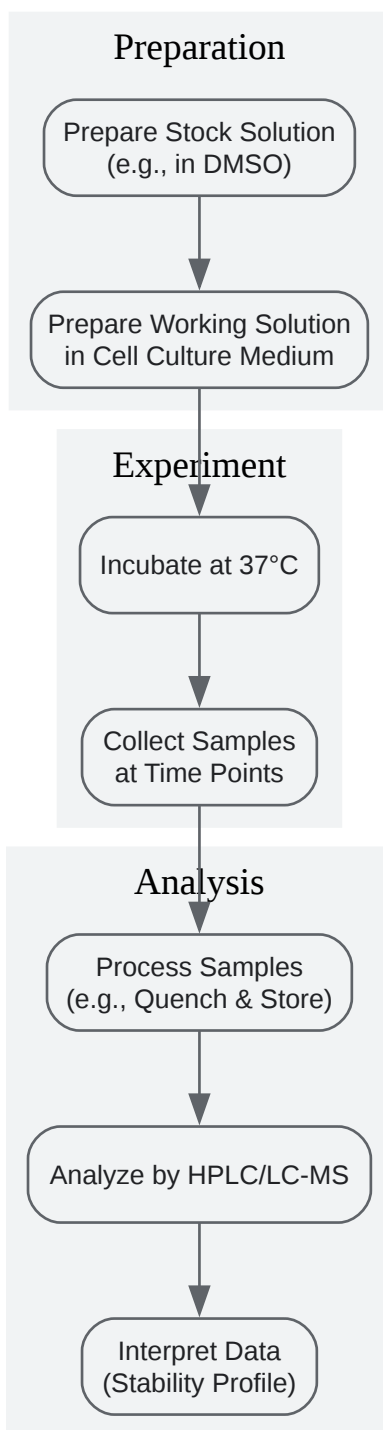 Preparation
Prepare Stock Solution
(e.g., in DMSO)
Prepare Working Solution
in Cell Culture Medium
Experiment
Incubate at 37°C
Collect Samples
at Time Points
Analysis
Process Samples
(e.g., Quench & Store)
Analyze by HPLC/LC-MS
Interpret Data
(Stability Profile)